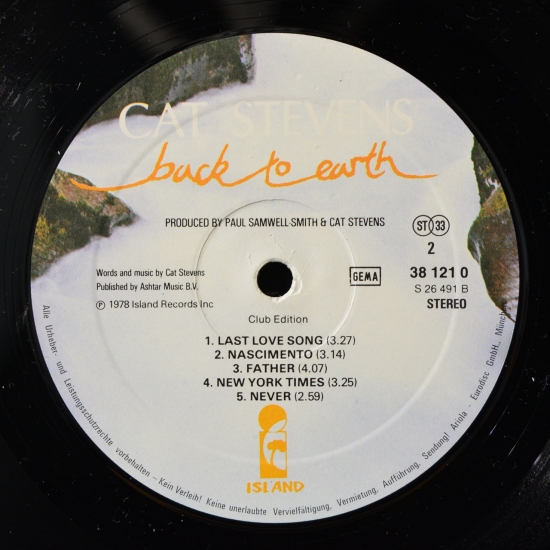 CAT STEVENS
back to earth
PRODUCED BY PAUL SAMWELL-SMITH & CAT STEVENS
ST 33
2
Words and music by Cat Stevens
Published by Ashtar Music B.V.
℗ 1978 Island Records Inc
GEMA
38 121 0
S 26 491 B
STEREO
Club Edition
1. LAST LOVE SONG (3.27)
2. NASCIMENTO (3.14)
3. FATHER (4.07)
4. NEW YORK TIMES (3.25)
5. NEVER (2.59)
ISLAND
Alle Urheber- und Leistungsschutzrechte vorbehalten – Kein Verleih! Keine unerlaubte Vervielfältigung, Vermietung, Aufführung, Sendung! Ariola - Eurodisc GmbH., München